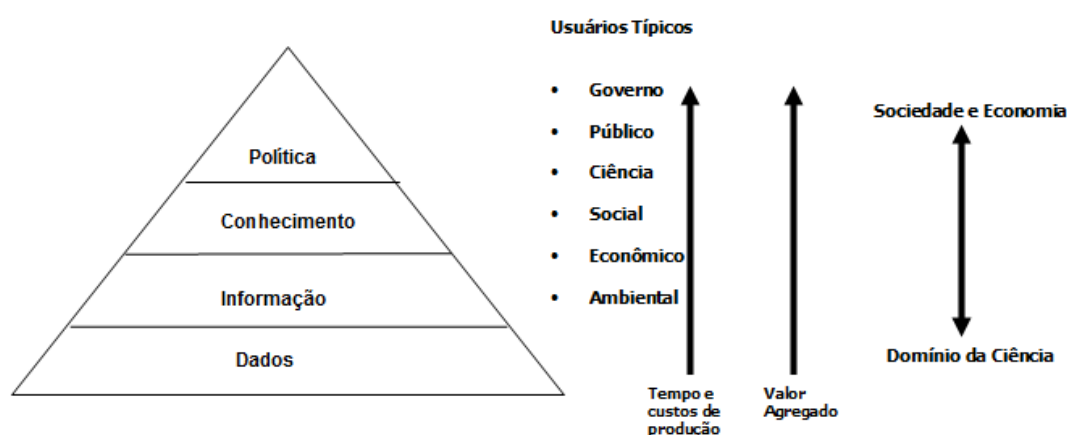 Usuários Típicos
Política
Conhecimento
Informação
Dados
• Governo
• Público
• Ciência
• Social
• Econômico
• Ambiental
Tempo e
custos de
produção
Valor
Agregado
Sociedade e Economia
Domínio da Ciência